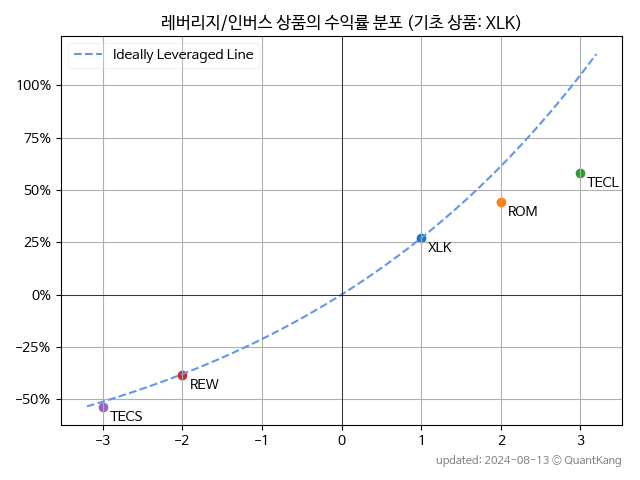 레버리지/인버스 상품의 수익률 분포 (기초 상품: XLK)
Ideally Leveraged Line
100%
75%
50%
25%
0%
−25%
−50%
TECL
ROM
XLK
REW
TECS
−3
−2
−1
0
1
2
3
updated: 2024-08-13 © QuantKang